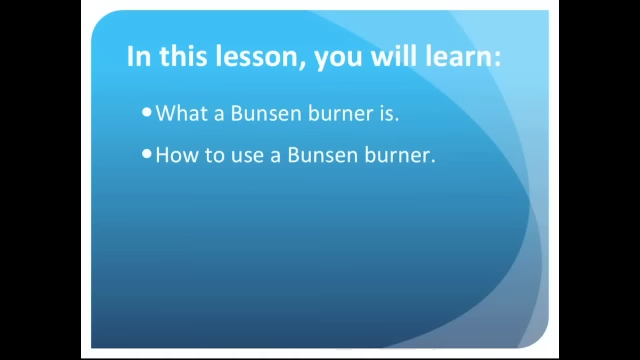 In this lesson, you will learn:
•What a Bunsen burner is.
•How to use a Bunsen burner.